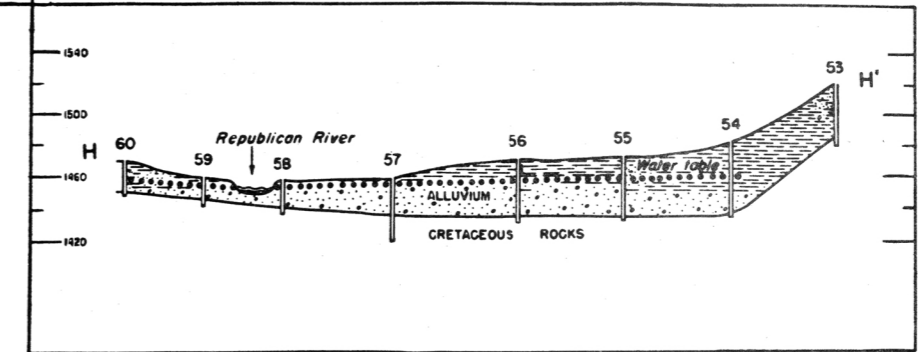 1540
53
H'
1500
Republican River
54
56
55
H
60
59
58
57
Water table
1460
ALLUVIUM
CRETACEOUS ROCKS
1420